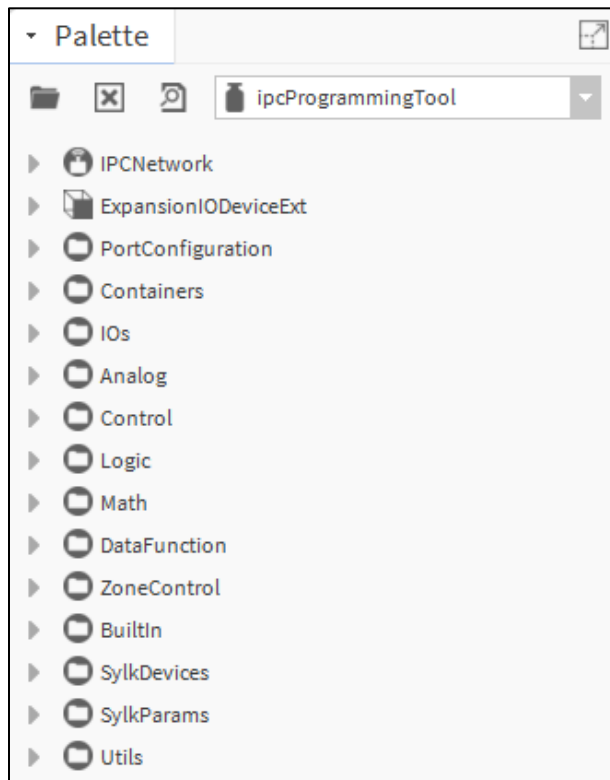 Palette
ipcProgrammingTool
IPCNetwork
ExpansionIODeviceExt
PortConfiguration
Containers
IOs
Analog
Control
Logic
Math
DataFunction
ZoneControl
BuiltIn
SylkDevices
SylkParams
Utils